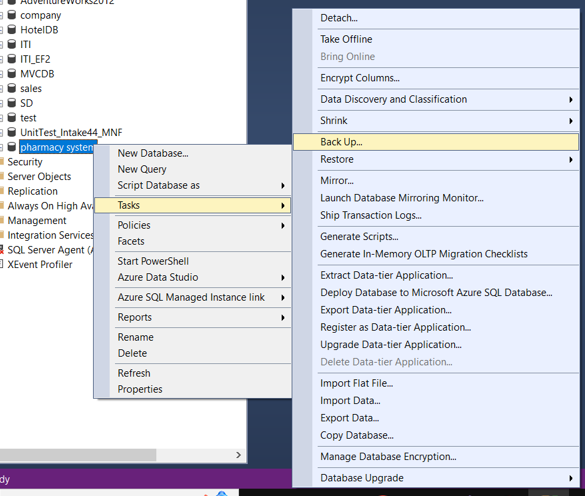 AdventureWorks2012
company
HotelDB
ITI
ITI_EF2
MVCDB
sales
SD
test
UnitTest_Intake44_MNF
pharmacy system
Security
Server Objects
Replication
Always On High Ava
Management
Integration Services
SQL Server Agent (A
XEvent Profiler
New Database...
New Query
Script Database as
Tasks
Policies
Facets
Start PowerShell
Azure Data Studio
Azure SQL Managed Instance link
Reports
Rename
Delete
Refresh
Properties
Detach...
Take Offline
Bring Online
Encrypt Columns...
Data Discovery and Classification
Shrink
Back Up...
Restore
Mirror...
Launch Database Mirroring Monitor...
Ship Transaction Logs...
Generate Scripts...
Generate In-Memory OLTP Migration Checklists
Extract Data-tier Application...
Deploy Database to Microsoft Azure SQL Database...
Export Data-tier Application...
Register as Data-tier Application...
Upgrade Data-tier Application...
Delete Data-tier Application...
Import Flat File...
Import Data...
Export Data...
Copy Database...
Manage Database Encryption...
Database Upgrade
dy